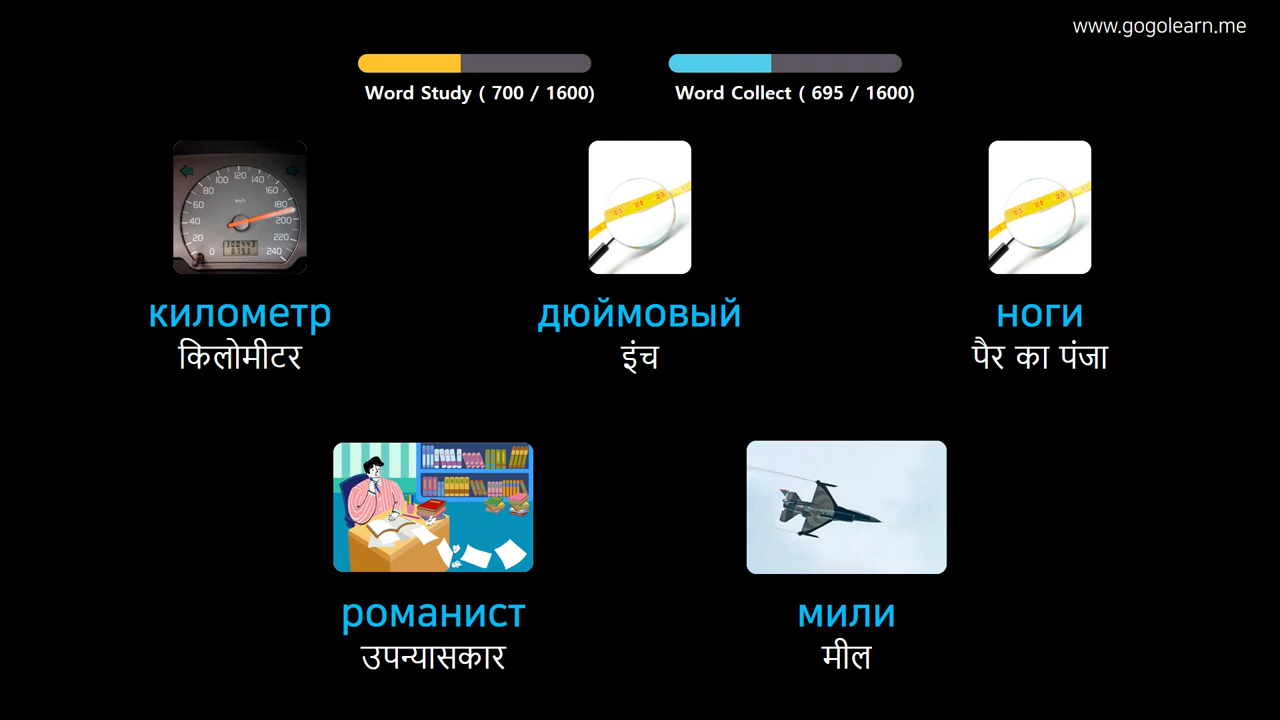 www.gogolearn.me
Word Study ( 700 / 1600)
Word Collect ( 695 / 1600)
километр
किलोमीटर
дюймовый
इंच
ноги
पैर का पंजा
романист
उपन्यासकार
мили
मील